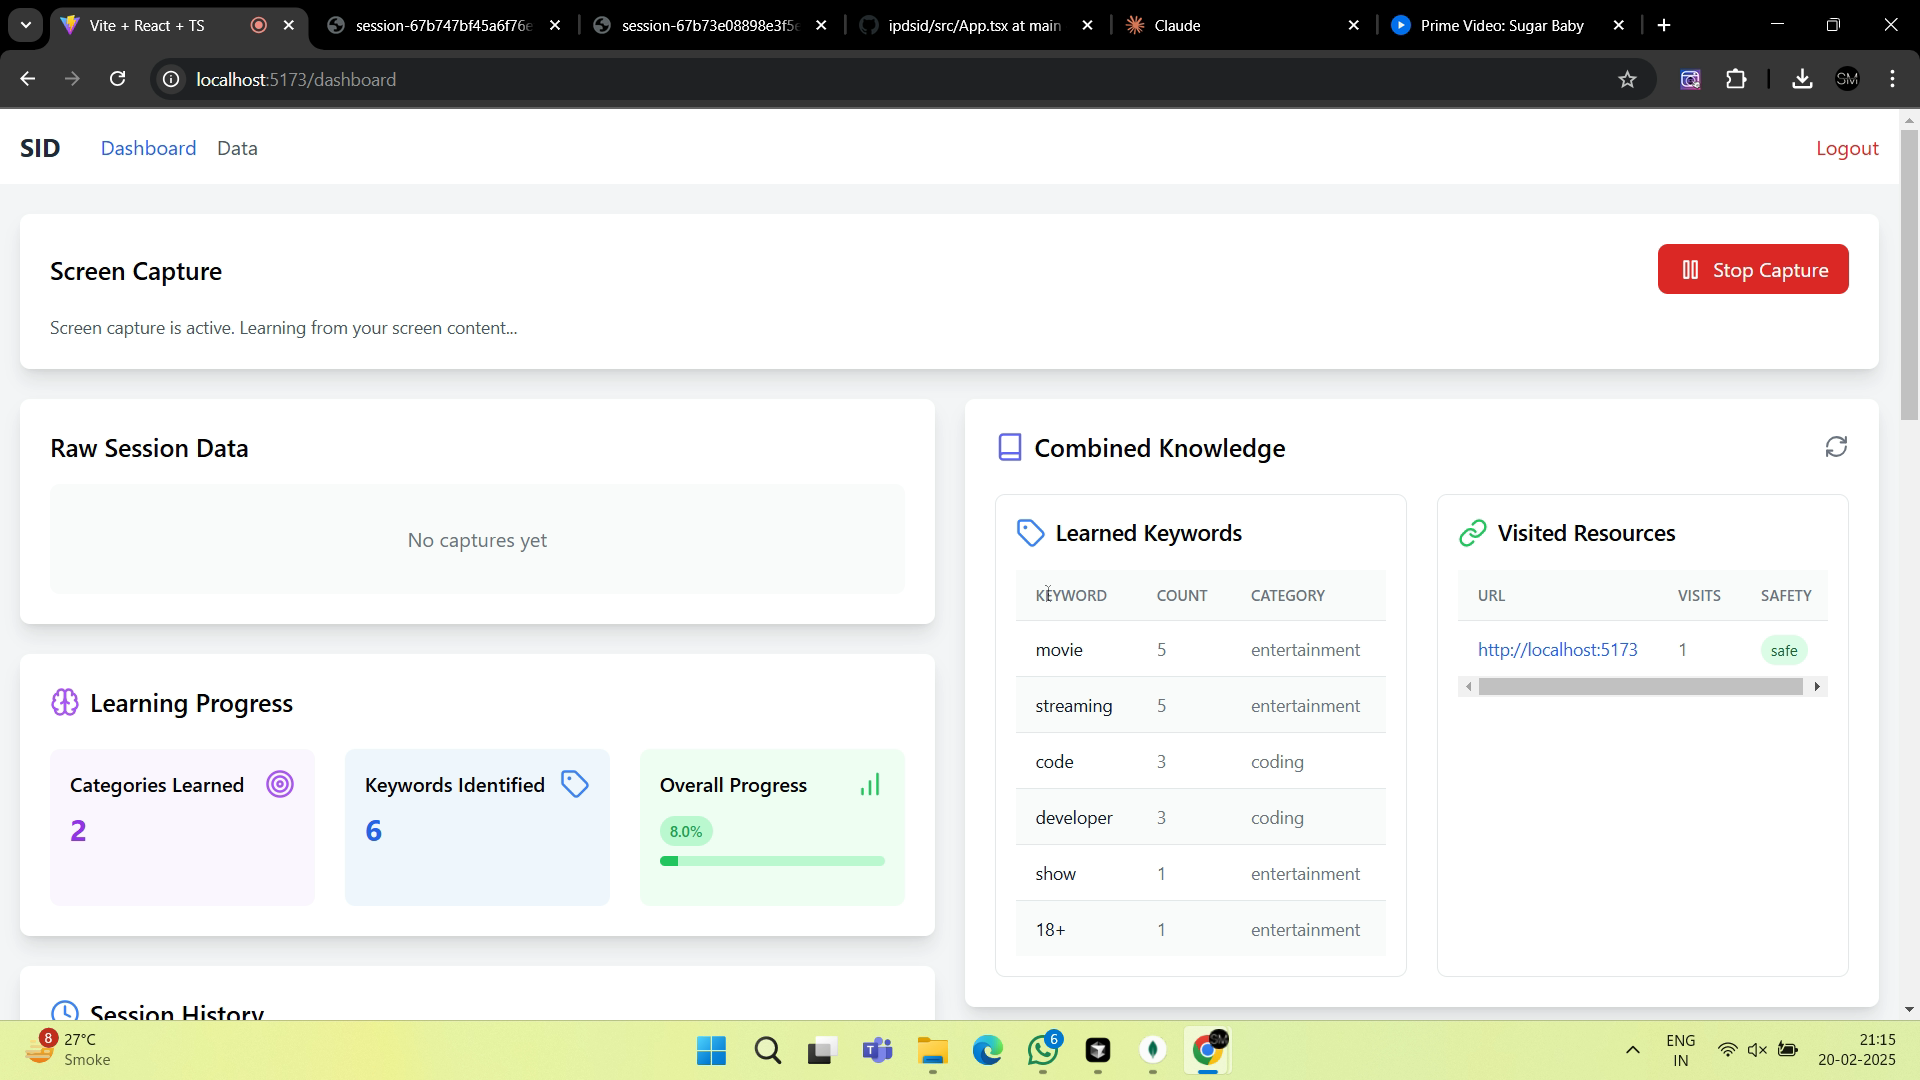 Vite + React + TS
session-67b747bf45a6f76e
session-67b73e08898e3f5e
ipdsid/src/App.tsx at main
Claude
Prime Video: Sugar Baby
localhost:5173/dashboard
SM
SID
Dashboard
Data
Logout
Screen Capture
Stop Capture
Screen capture is active. Learning from your screen content...
Raw Session Data
No captures yet
Learning Progress
Categories Learned
2
Keywords Identified
6
Overall Progress
8.0%
Session History
Combined Knowledge
Learned Keywords
KEYWORD COUNT CATEGORY
movie 5 entertainment
streaming 5 entertainment
code 3 coding
developer 3 coding
show 1 entertainment
18+ 1 entertainment
Visited Resources
URL VISITS SAFETY
http://localhost:5173 1 safe
8
27°C
Smoke
6
SM
ENG
IN
21:15
20-02-2025